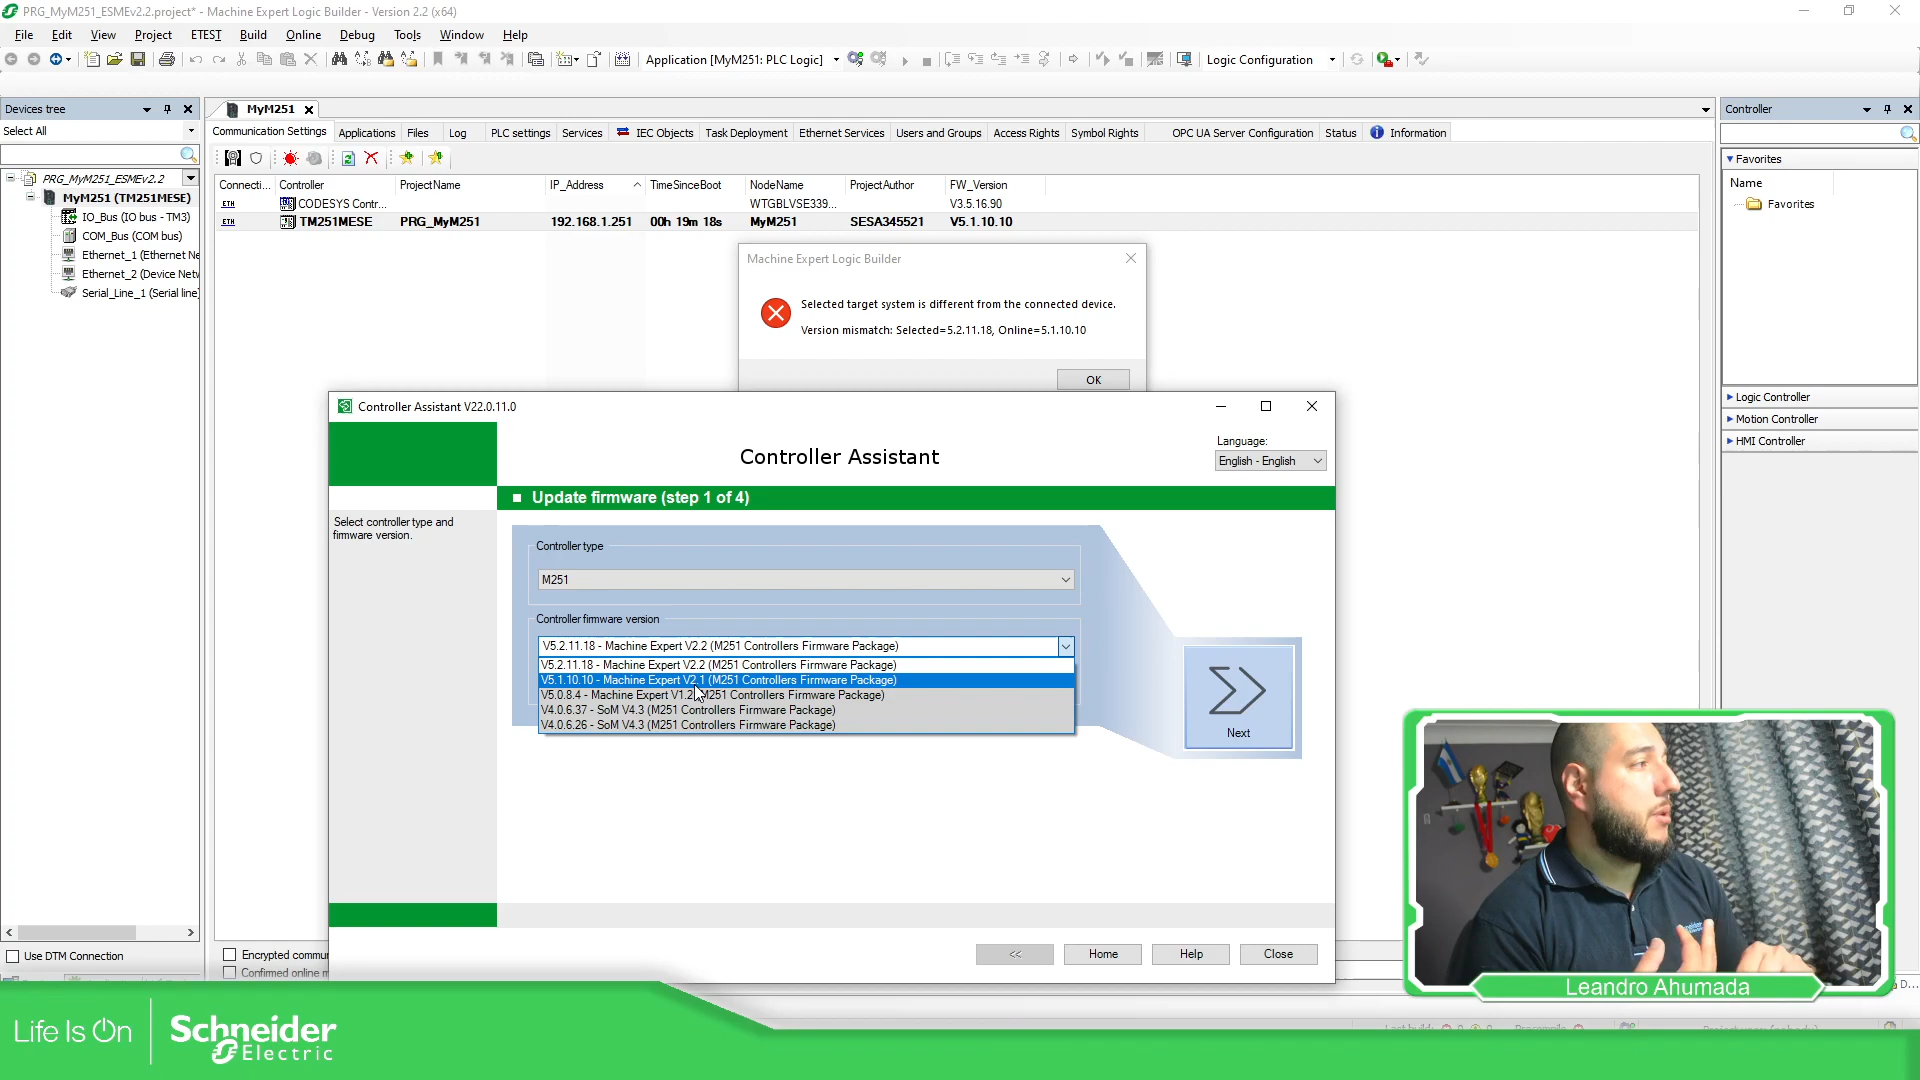 PRG_MyM251_ESMEv2.2.project* - Machine Expert Logic Builder - Version 2.2 (x64)
File Edit View Project ETEST Build Online Debug Tools Window Help
Application [MyM251: PLC Logic]
Logic Configuration
Devices tree
Select All
PRG_MyM251_ESMEv2.2
MyM251 (TM251MESE)
IO_Bus (IO bus - TM3)
COM_Bus (COM bus)
Ethernet_1 (Ethernet Ne
Ethernet_2 (Device Netw
Serial_Line_1 (Serial line
Use DTM Connection
MyM251
Communication Settings Applications Files Log PLC settings Services IEC Objects Task Deployment Ethernet Services Users and Groups Access Rights Symbol Rights OPC UA Server Configuration Status Information
Connecti... Controller ProjectName IP_Address TimeSinceBoot NodeName ProjectAuthor FW_Version
ETH CODESYS Contr... WTGBLVSE339... V3.5.16.90
ETH TM251MESE PRG_MyM251 192.168.1.251 00h 19m 18s MyM251 SESA345521 V5.1.10.10
Machine Expert Logic Builder
Selected target system is different from the connected device.
Version mismatch: Selected=5.2.11.18, Online=5.1.10.10
OK
Controller Assistant V22.0.11.0
Controller Assistant
Language:
English - English
Update firmware (step 1 of 4)
Select controller type and
firmware version.
Controller type
M251
Controller firmware version
V5.2.11.18 - Machine Expert V2.2 (M251 Controllers Firmware Package)
V5.2.11.18 - Machine Expert V2.2 (M251 Controllers Firmware Package)
V5.1.10.10 - Machine Expert V2.1 (M251 Controllers Firmware Package)
V5.0.8.4 - Machine Expert V1.2 M251 Controllers Firmware Package)
V4.0.6.37 - SoM V4.3 (M251 Controllers Firmware Package)
V4.0.6.26 - SoM V4.3 (M251 Controllers Firmware Package)
Next
<< Home Help Close
Encrypted commu
Confirmed online m
Controller
Favorites
Name
Favorites
Logic Controller
Motion Controller
HMI Controller
Leandro Ahumada
Life Is On
Schneider
Electric